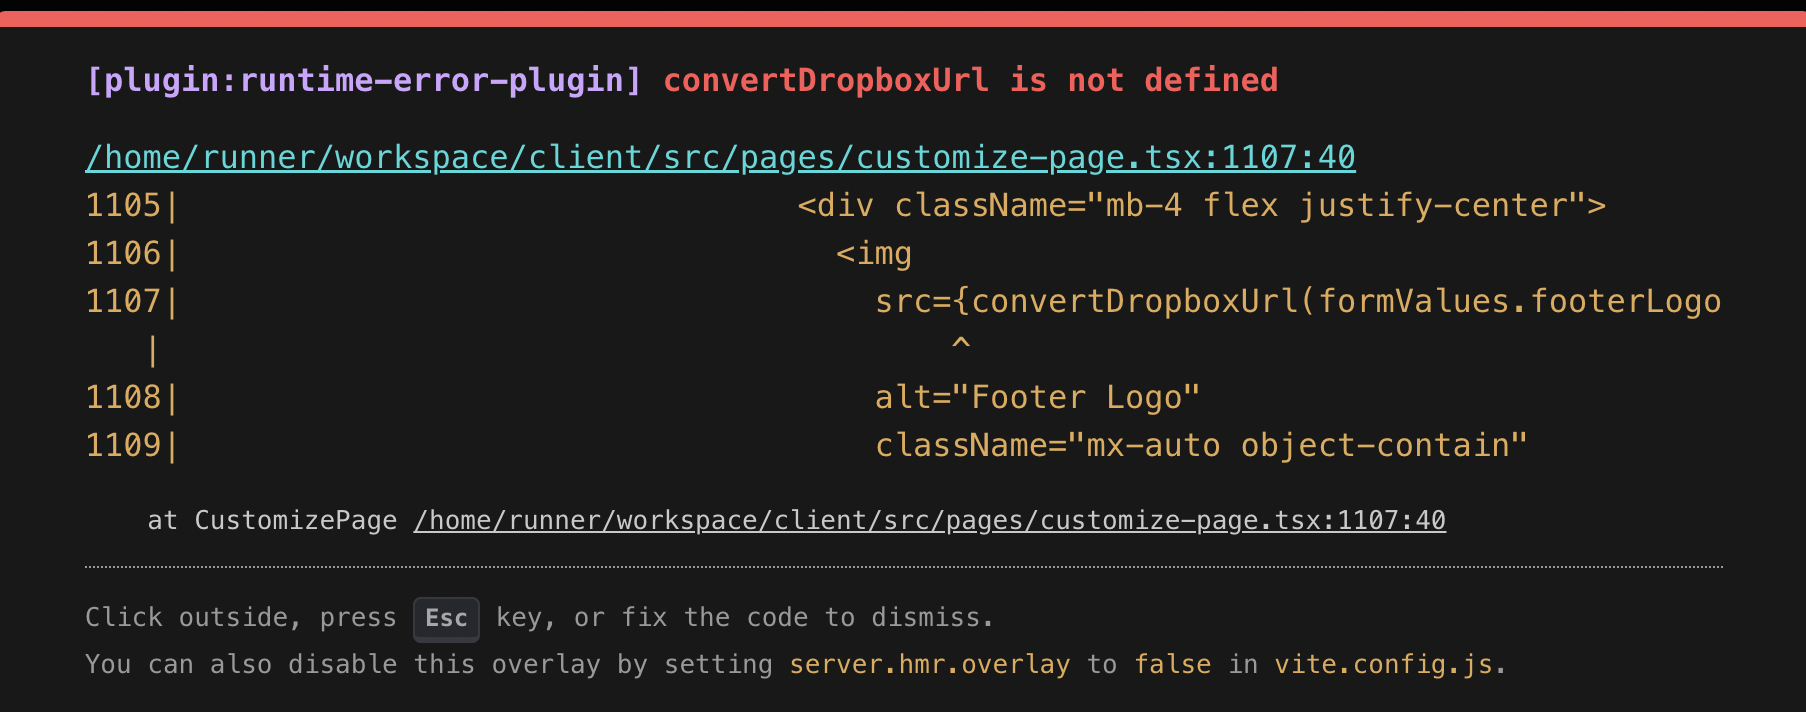 [plugin:runtime-error-plugin] convertDropboxUrl is not defined
/home/runner/workspace/client/src/pages/customize-page.tsx:1107:40
1105|                                <div className="mb-4 flex justify-center">
1106|                                  <img
1107|                                    src={convertDropboxUrl(formValues.footerLogo
   |                                         ^
1108|                                    alt="Footer Logo"
1109|                                    className="mx-auto object-contain"
at CustomizePage /home/runner/workspace/client/src/pages/customize-page.tsx:1107:40
Click outside, press Esc key, or fix the code to dismiss.
You can also disable this overlay by setting server.hmr.overlay to false in vite.config.js.